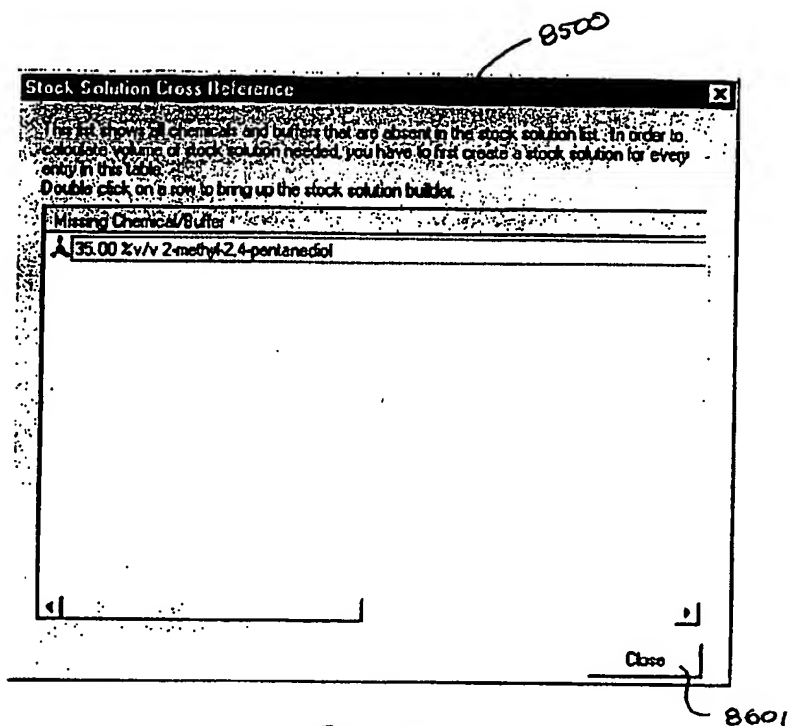 8500
Stock Solution Cross Reference
This list shows all chemicals and buffers that are absent in the stock solution list. In order to
calculate volume of stock solution needed, you have to first create a stock solution for every
entry in this table.
Double click on a row to bring up the stock solution builder.
Missing Chemical/Buffer
35.00 %v/v 2-methyl-2,4-pentanediol
Close
8601